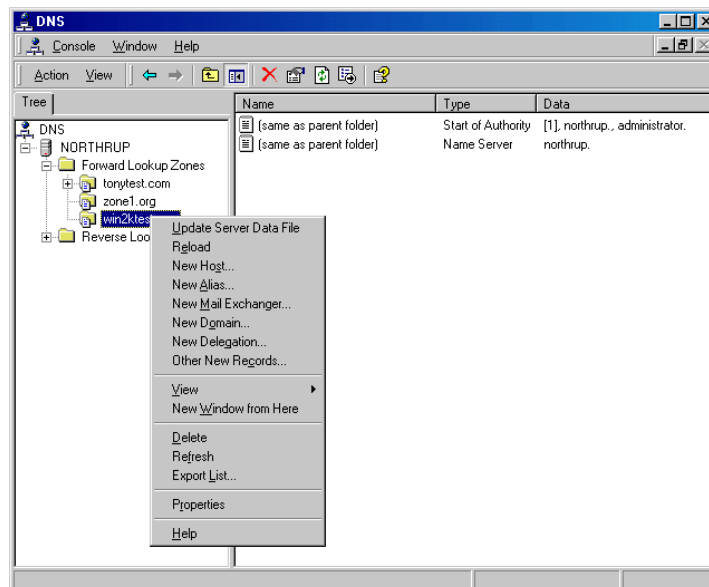 DNS
Console Window Help
Action View
Tree
Name Type Data
DNS
NORTHRUP
Forward Lookup Zones
tonytest.com
zone1.org
win2ktes
Reverse Loo
(same as parent folder) Start of Authority [1], northrup., administrator.
(same as parent folder) Name Server northrup.
Update Server Data File
Reload
New Host...
New Alias...
New Mail Exchanger...
New Domain...
New Delegation...
Other New Records...
View
New Window from Here
Delete
Refresh
Export List...
Properties
Help